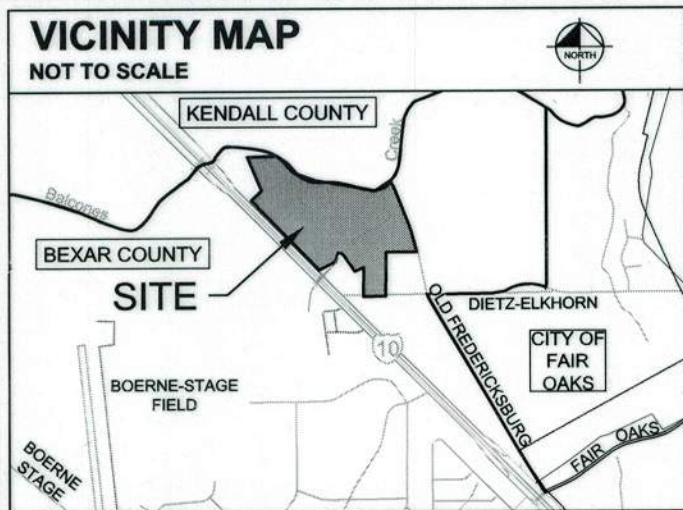 VICINITY MAP
NOT TO SCALE
NORTH
KENDALL COUNTY
Creek
Balcones
BEXAR COUNTY
SITE
DIETZ-ELKHORN
OLD FREDERICKSBURG
10
CITY OF
FAIR
OAKS
BOERNE-STAGE
FIELD
FAIR OAKS
BOERNE
STAGE